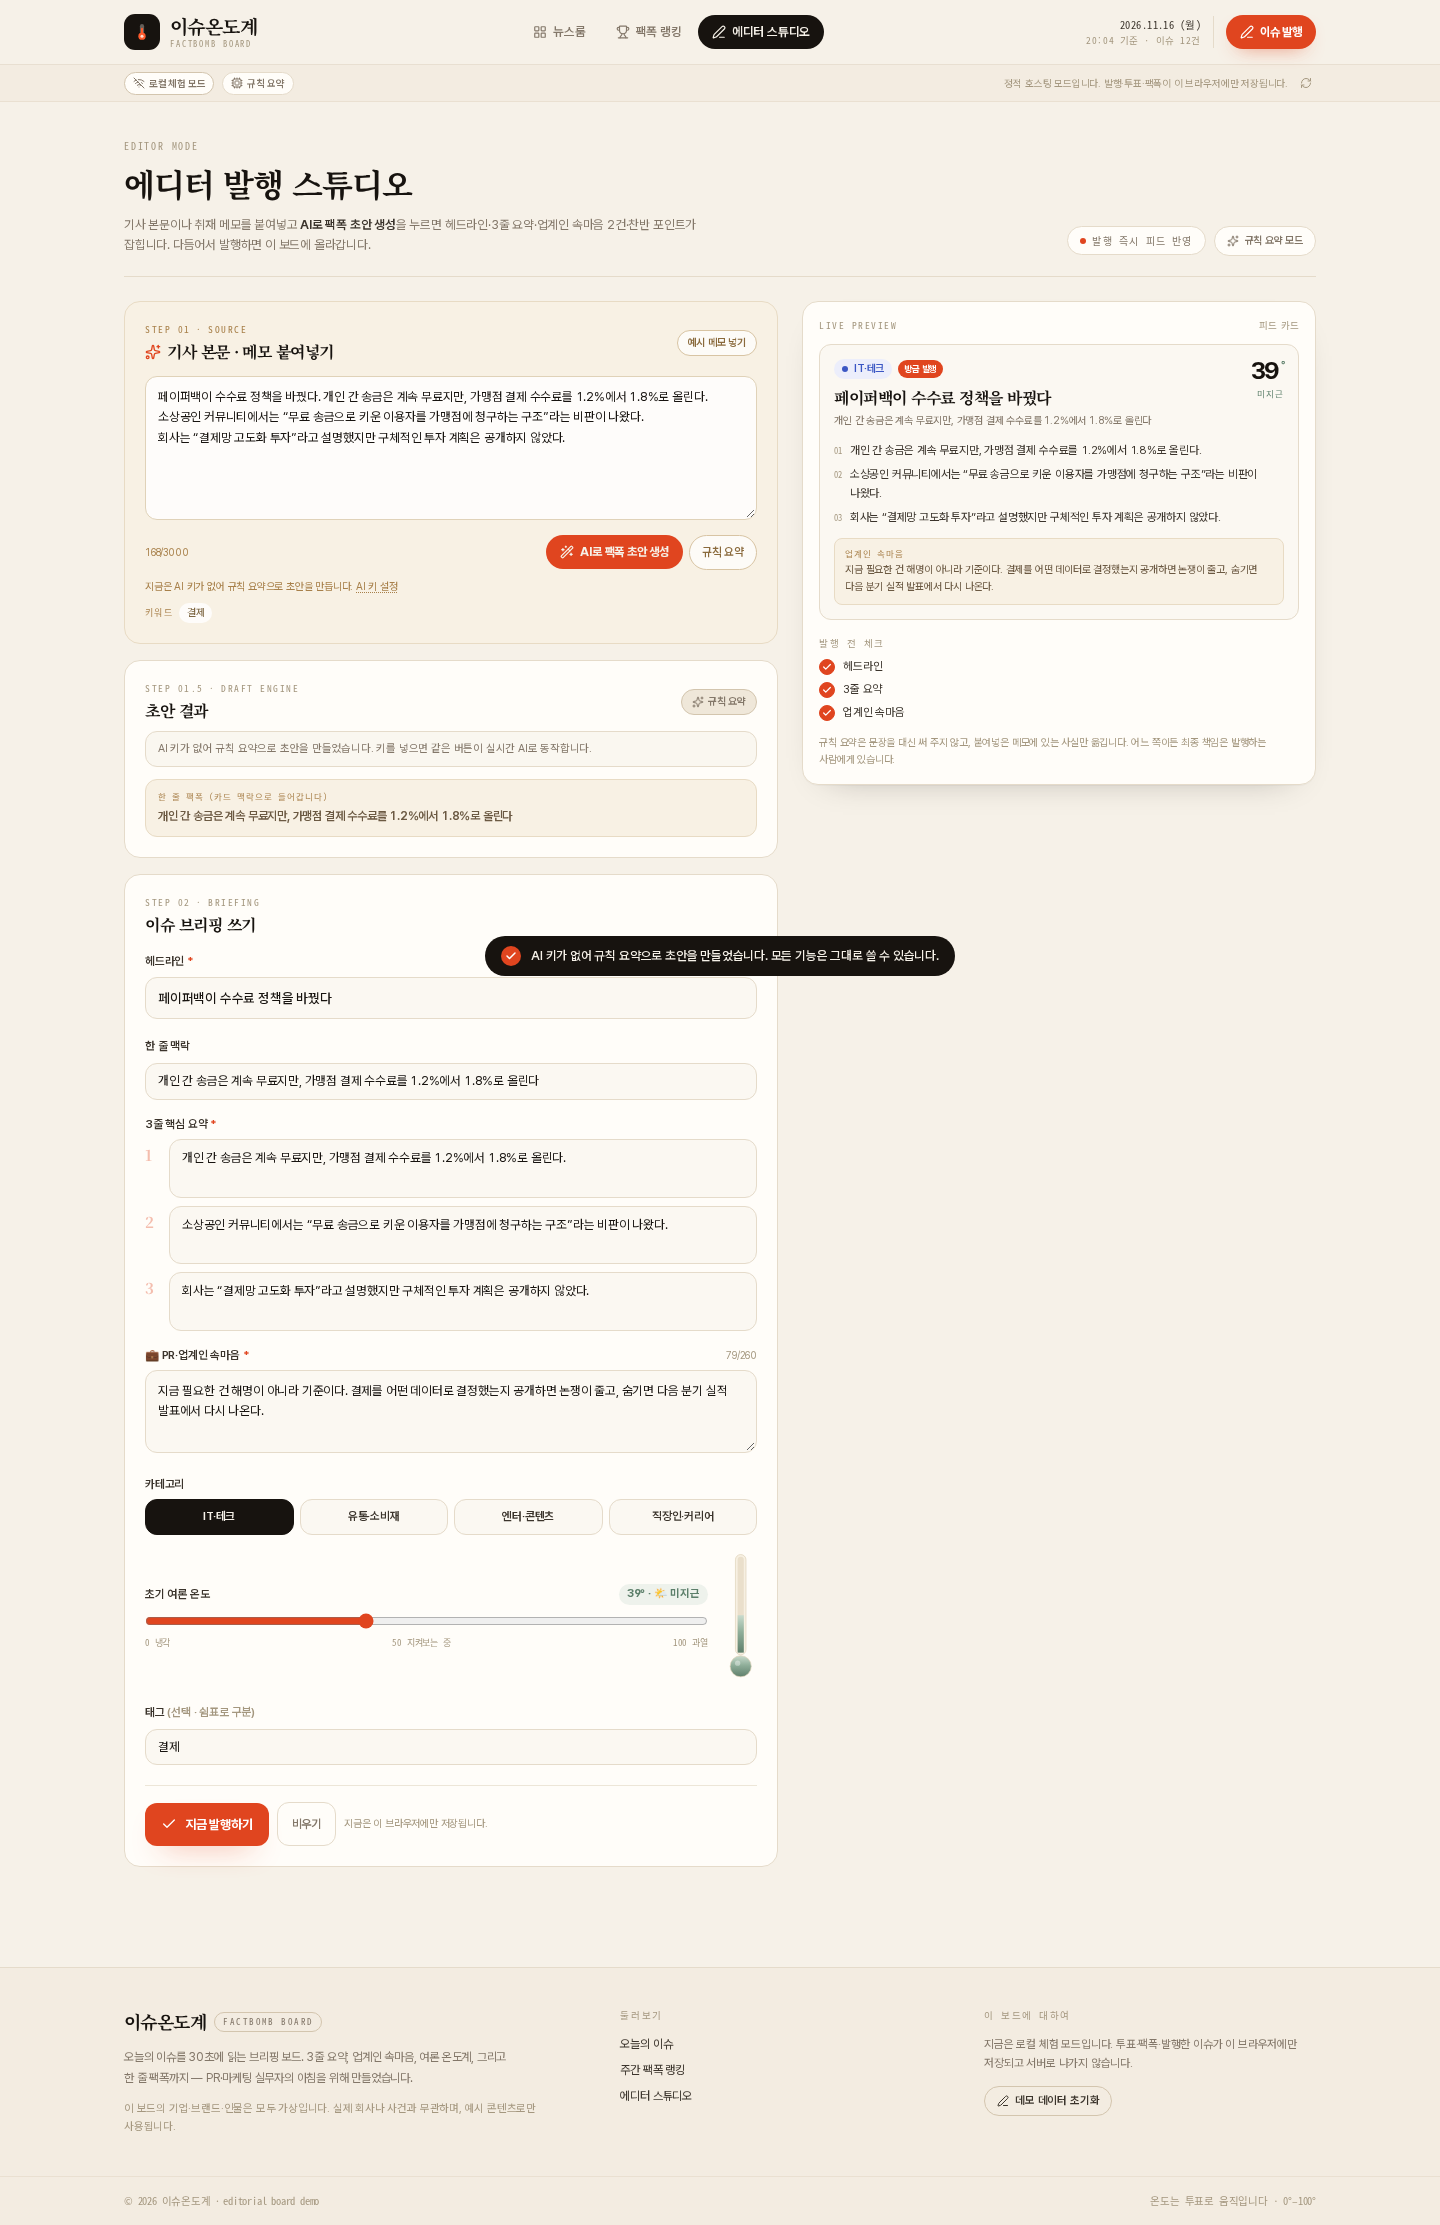 이슈온도계
FACTBOMB BOARD
뉴스룸
팩폭 랭킹
에디터 스튜디오
2026.11.16 (월)
20:04 기준 · 이슈 12건
이슈 발행
로컬 체험 모드
규칙 요약
정적 호스팅 모드입니다. 발행·투표·팩폭이 이 브라우저에만 저장됩니다.
EDITOR MODE
에디터 발행 스튜디오
기사 본문이나 취재 메모를 붙여넣고 AI로 팩폭 초안 생성을 누르면 헤드라인·3줄 요약·업계인 속마음 2건·찬반 포인트가
잡힙니다. 다듬어서 발행하면 이 보드에 올라갑니다.
발행 즉시 피드 반영
규칙 요약 모드
STEP 01 · SOURCE
기사 본문 · 메모 붙여넣기
예시 메모 넣기
페이퍼백이 수수료 정책을 바꿨다. 개인 간 송금은 계속 무료지만, 가맹점 결제 수수료를 1.2%에서 1.8%로 올린다.
소상공인 커뮤니티에서는 “무료 송금으로 키운 이용자를 가맹점에 청구하는 구조”라는 비판이 나왔다.
회사는 “결제망 고도화 투자”라고 설명했지만 구체적인 투자 계획은 공개하지 않았다.
168/3000
AI로 팩폭 초안 생성
규칙 요약
지금은 AI 키가 없어 규칙 요약으로 초안을 만듭니다. AI 키 설정
키워드
결제
STEP 01.5 · DRAFT ENGINE
초안 결과
규칙 요약
AI 키가 없어 규칙 요약으로 초안을 만들었습니다. 키를 넣으면 같은 버튼이 실시간 AI로 동작합니다.
한 줄 팩폭 (카드 맥락으로 들어갑니다)
개인 간 송금은 계속 무료지만, 가맹점 결제 수수료를 1.2%에서 1.8%로 올린다
STEP 02 · BRIEFING
이슈 브리핑 쓰기
AI 키가 없어 규칙 요약으로 초안을 만들었습니다. 모든 기능은 그대로 쓸 수 있습니다.
헤드라인 *
페이퍼백이 수수료 정책을 바꿨다
한 줄 맥락
개인 간 송금은 계속 무료지만, 가맹점 결제 수수료를 1.2%에서 1.8%로 올린다
3줄 핵심 요약 *
1
개인 간 송금은 계속 무료지만, 가맹점 결제 수수료를 1.2%에서 1.8%로 올린다.
2
소상공인 커뮤니티에서는 “무료 송금으로 키운 이용자를 가맹점에 청구하는 구조”라는 비판이 나왔다.
3
회사는 “결제망 고도화 투자”라고 설명했지만 구체적인 투자 계획은 공개하지 않았다.
💼 PR·업계인 속마음 *
79/260
지금 필요한 건 해명이 아니라 기준이다. 결제를 어떤 데이터로 결정했는지 공개하면 논쟁이 줄고, 숨기면 다음 분기 실적
발표에서 다시 나온다.
카테고리
IT·테크
유통·소비재
엔터·콘텐츠
직장인·커리어
초기 여론 온도
39° · 🌤️ 미지근
0 냉각
50 지켜보는 중
100 과열
태그 (선택 · 쉼표로 구분)
결제
지금 발행하기
비우기
지금은 이 브라우저에만 저장됩니다.
LIVE PREVIEW
피드 카드
IT·테크
방금 발행
39°
미지근
페이퍼백이 수수료 정책을 바꿨다
개인 간 송금은 계속 무료지만, 가맹점 결제 수수료를 1.2%에서 1.8%로 올린다
01 개인 간 송금은 계속 무료지만, 가맹점 결제 수수료를 1.2%에서 1.8%로 올린다.
02 소상공인 커뮤니티에서는 “무료 송금으로 키운 이용자를 가맹점에 청구하는 구조”라는 비판이
나왔다.
03 회사는 “결제망 고도화 투자”라고 설명했지만 구체적인 투자 계획은 공개하지 않았다.
업계인 속마음
지금 필요한 건 해명이 아니라 기준이다. 결제를 어떤 데이터로 결정했는지 공개하면 논쟁이 줄고, 숨기면
다음 분기 실적 발표에서 다시 나온다.
발행 전 체크
헤드라인
3줄 요약
업계인 속마음
규칙 요약은 문장을 대신 써 주지 않고, 붙여넣은 메모에 있는 사실만 옮깁니다. 어느 쪽이든 최종 책임은 발행하는
사람에게 있습니다.
이슈온도계
FACTBOMB BOARD
오늘의 이슈를 30초에 읽는 브리핑 보드. 3줄 요약, 업계인 속마음, 여론 온도계, 그리고
한 줄 팩폭까지 — PR·마케팅 실무자의 아침을 위해 만들었습니다.
이 보드의 기업·브랜드·인물은 모두 가상입니다. 실제 회사나 사건과 무관하며, 예시 콘텐츠로만
사용됩니다.
둘러보기
오늘의 이슈
주간 팩폭 랭킹
에디터 스튜디오
이 보드에 대하여
지금은 로컬 체험 모드입니다. 투표·팩폭·발행한 이슈가 이 브라우저에만
저장되고 서버로 나가지 않습니다.
데모 데이터 초기화
© 2026 이슈온도계 · editorial board demo
온도는 투표로 움직입니다 · 0°—100°